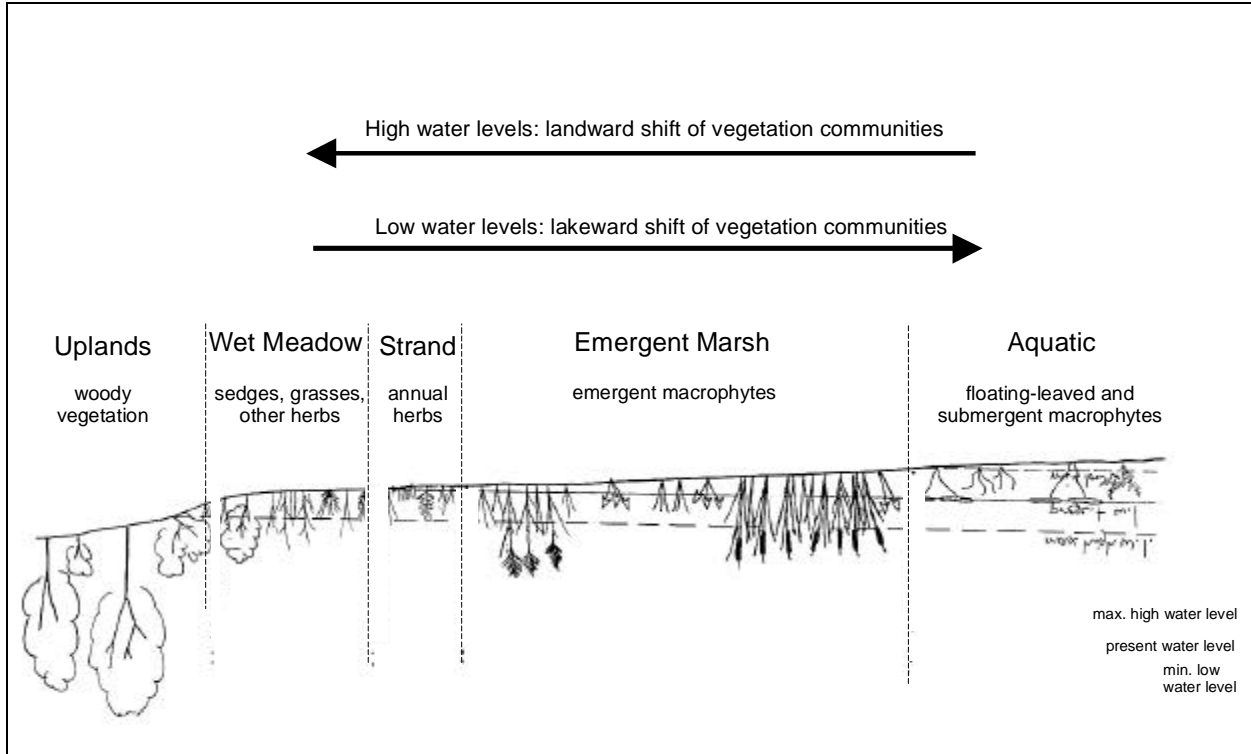 High water levels: landward shift of vegetation communities
Low water levels: lakeward shift of vegetation communities
Uplands
woody
vegetation
Wet Meadow
sedges, grasses,
other herbs
Strand
annual
herbs
Emergent Marsh
emergent macrophytes
Aquatic
floating-leaved and
submergent macrophytes
max. high water level
present water level
min. low
water level